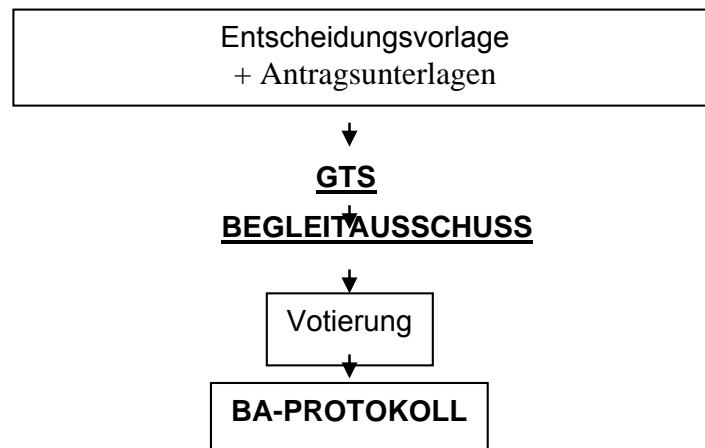 Entscheidungsvorlage
+ Antragsunterlagen
GTS
BEGLEITAUSSCHUSS
Votierung
BA-PROTOKOLL